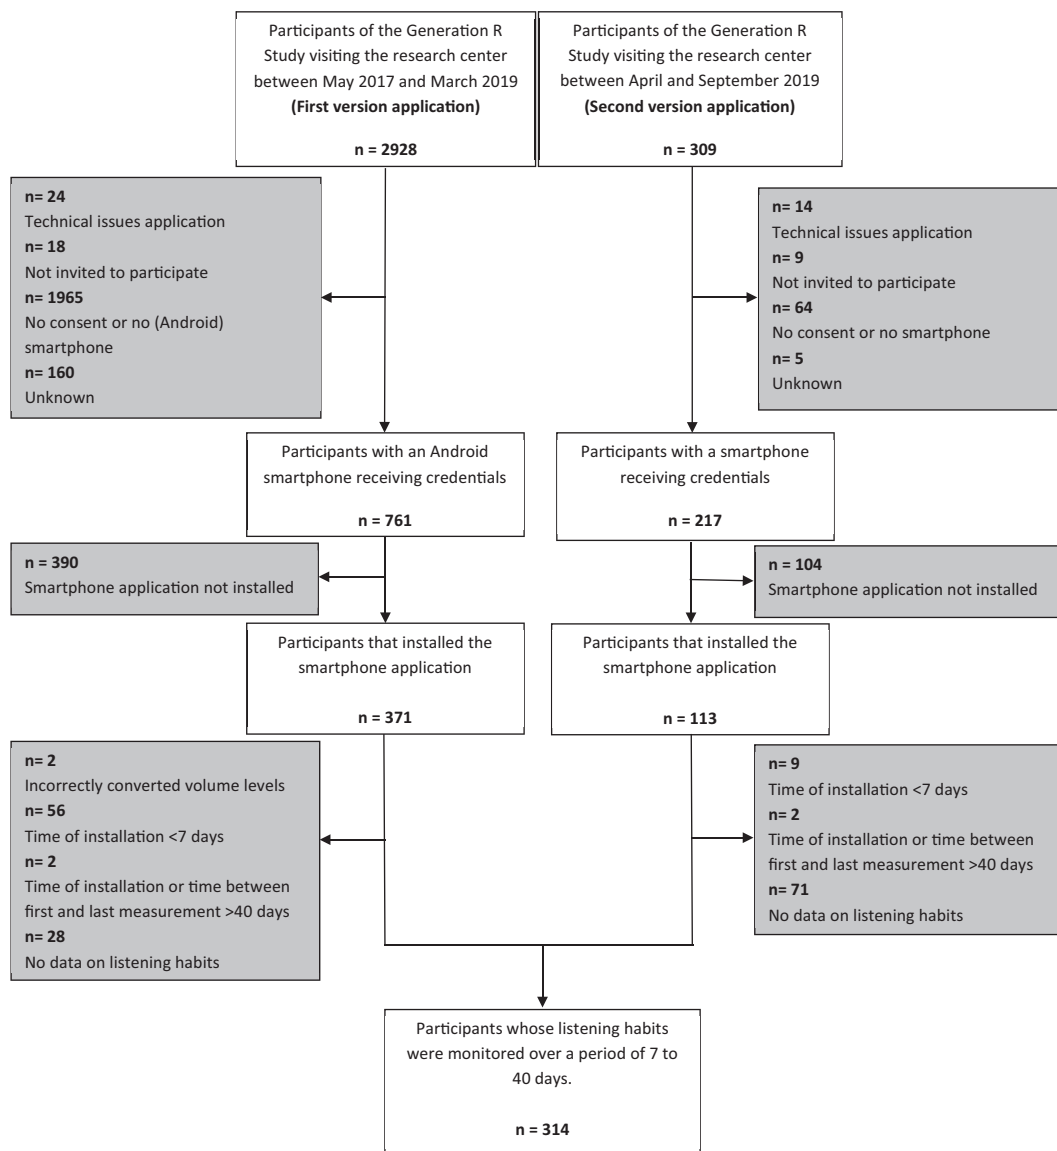 Participants of the Generation R
Study visiting the research center
between May 2017 and March 2019
(First version application)
n = 2928
Participants of the Generation R
Study visiting the research center
between April and September 2019
(Second version application)
n = 309
n= 24
Technical issues application
n= 18
Not invited to participate
n= 1965
No consent or no (Android)
smartphone
n= 160
Unknown
n= 14
Technical issues application
n= 9
Not invited to participate
n= 64
No consent or no smartphone
n= 5
Unknown
Participants with an Android
smartphone receiving credentials
n = 761
Participants with a smartphone
receiving credentials
n = 217
n = 390
Smartphone application not installed
n = 104
Smartphone application not installed
Participants that installed the
smartphone application
n = 371
Participants that installed the
smartphone application
n = 113
n= 2
Incorrectly converted volume levels
n= 56
Time of installation <7 days
n= 2
Time of installation or time between
first and last measurement >40 days
n= 28
No data on listening habits
n= 9
Time of installation <7 days
n= 2
Time of installation or time between
first and last measurement >40 days
n= 71
No data on listening habits
Participants whose listening habits
were monitored over a period of 7 to
40 days.
n = 314